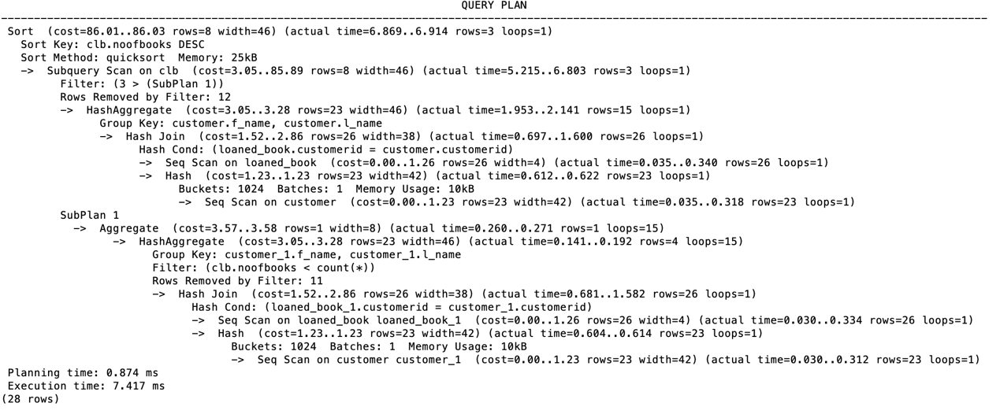 QUERY PLAN
------------------------------------------------------------------------------------------------------------------------------------------------------
Sort  (cost=86.01..86.03 rows=8 width=46) (actual time=6.869..6.914 rows=3 loops=1)
  Sort Key: clb.noofbooks DESC
  Sort Method: quicksort  Memory: 25kB
  ->  Subquery Scan on clb  (cost=3.05..85.89 rows=8 width=46) (actual time=5.215..6.803 rows=3 loops=1)
        Filter: (3 > (SubPlan 1))
        Rows Removed by Filter: 12
        ->  HashAggregate  (cost=3.05..3.28 rows=23 width=46) (actual time=1.953..2.141 rows=15 loops=1)
              Group Key: customer.f_name, customer.l_name
              ->  Hash Join  (cost=1.52..2.86 rows=26 width=38) (actual time=0.697..1.600 rows=26 loops=1)
                    Hash Cond: (loaned_book.customerid = customer.customerid)
                    ->  Seq Scan on loaned_book  (cost=0.00..1.26 rows=26 width=4) (actual time=0.035..0.340 rows=26 loops=1)
                    ->  Hash  (cost=1.23..1.23 rows=23 width=42) (actual time=0.612..0.622 rows=23 loops=1)
                          Buckets: 1024  Batches: 1  Memory Usage: 10kB
                          ->  Seq Scan on customer  (cost=0.00..1.23 rows=23 width=42) (actual time=0.035..0.318 rows=23 loops=1)
        SubPlan 1
          ->  Aggregate  (cost=3.57..3.58 rows=1 width=8) (actual time=0.260..0.271 rows=1 loops=15)
                ->  HashAggregate  (cost=3.05..3.28 rows=23 width=46) (actual time=0.141..0.192 rows=4 loops=15)
                      Group Key: customer_1.f_name, customer_1.l_name
                      Filter: (clb.noofbooks < count(*))
                      Rows Removed by Filter: 11
                      ->  Hash Join  (cost=1.52..2.86 rows=26 width=38) (actual time=0.681..1.582 rows=26 loops=1)
                            Hash Cond: (loaned_book_1.customerid = customer_1.customerid)
                            ->  Seq Scan on loaned_book loaned_book_1  (cost=0.00..1.26 rows=26 width=4) (actual time=0.030..0.334 rows=26 loops=1)
                            ->  Hash  (cost=1.23..1.23 rows=23 width=42) (actual time=0.604..0.614 rows=23 loops=1)
                                  Buckets: 1024  Batches: 1  Memory Usage: 10kB
                                  ->  Seq Scan on customer customer_1  (cost=0.00..1.23 rows=23 width=42) (actual time=0.030..0.312 rows=23 loops=1)
Planning time: 0.874 ms
Execution time: 7.417 ms
(28 rows)